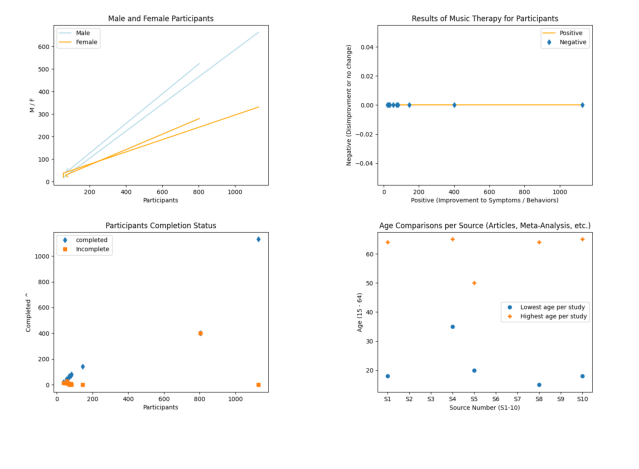 Male and Female Participants
Male
Female
M / F
600
500
400
300
200
100
0
200
400
600
800
1000
Participants
Results of Music Therapy for Participants
Positive
Negative
Negative (Disimprovment or no change)
0.04
0.02
0.00
−0.02
−0.04
0
200
400
600
800
1000
Positive (Improvement to Symptoms / Behaviors)
Participants Completion Status
completed
Incomplete
Completed ^
1000
800
600
400
200
0
0
200
400
600
800
1000
Participants
Age Comparisons per Source (Articles, Meta-Analysis, etc.)
Lowest age per study
Highest age per study
Age (15 - 64)
60
50
40
30
20
S1
S2
S3
S4
S5
S6
S7
S8
S9
S10
Source Number (S1-10)